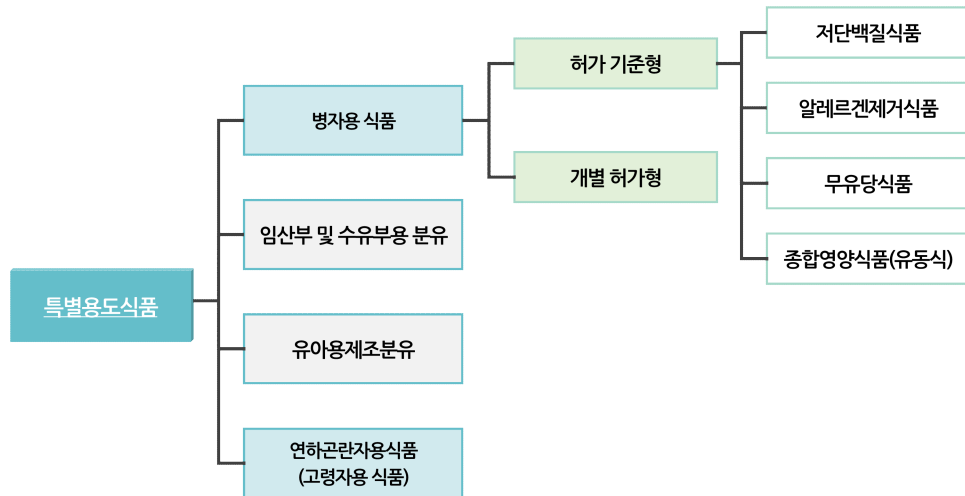 특별용도식품
병자용 식품
임산부 및 수유부용 분유
유아용제조분유
연하곤란자용식품
(고령자용 식품)
허가 기준형
개별 허가형
저단백질식품
알레르겐제거식품
무유당식품
종합영양식품(유동식)